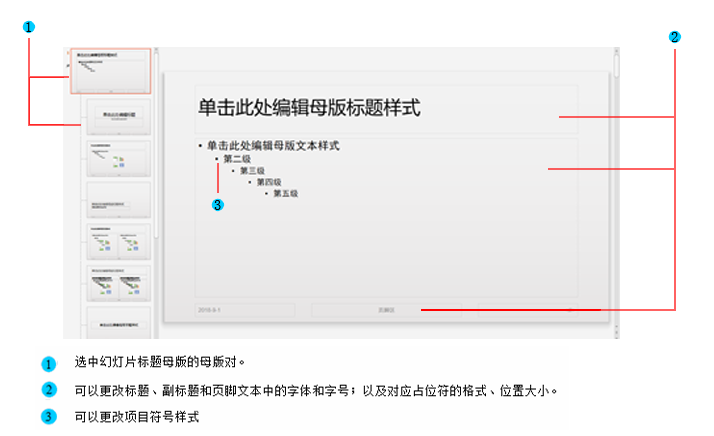 1
2
单击此处编辑母版标题样式
• 单击此处编辑母版文本样式
• 第二级
• 第三级
• 第四级
• 第五级
3
页脚区
1 选中幻灯片标题母版的母版对。
2 可以更改标题、副标题和页脚文本中的字体和字号；以及对应占位符的格式、位置大小。
3 可以更改项目符号样式